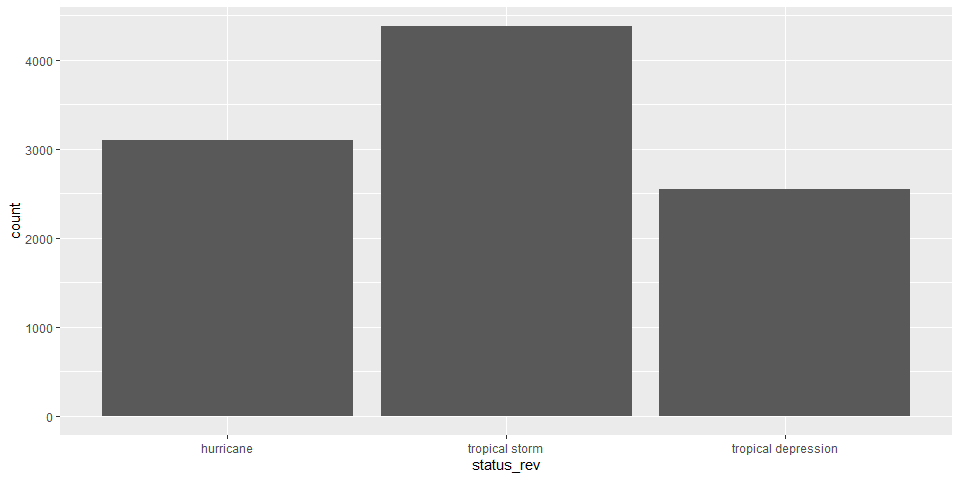 count
4000
3000
2000
1000
0
hurricane tropical storm tropical depression
status_rev